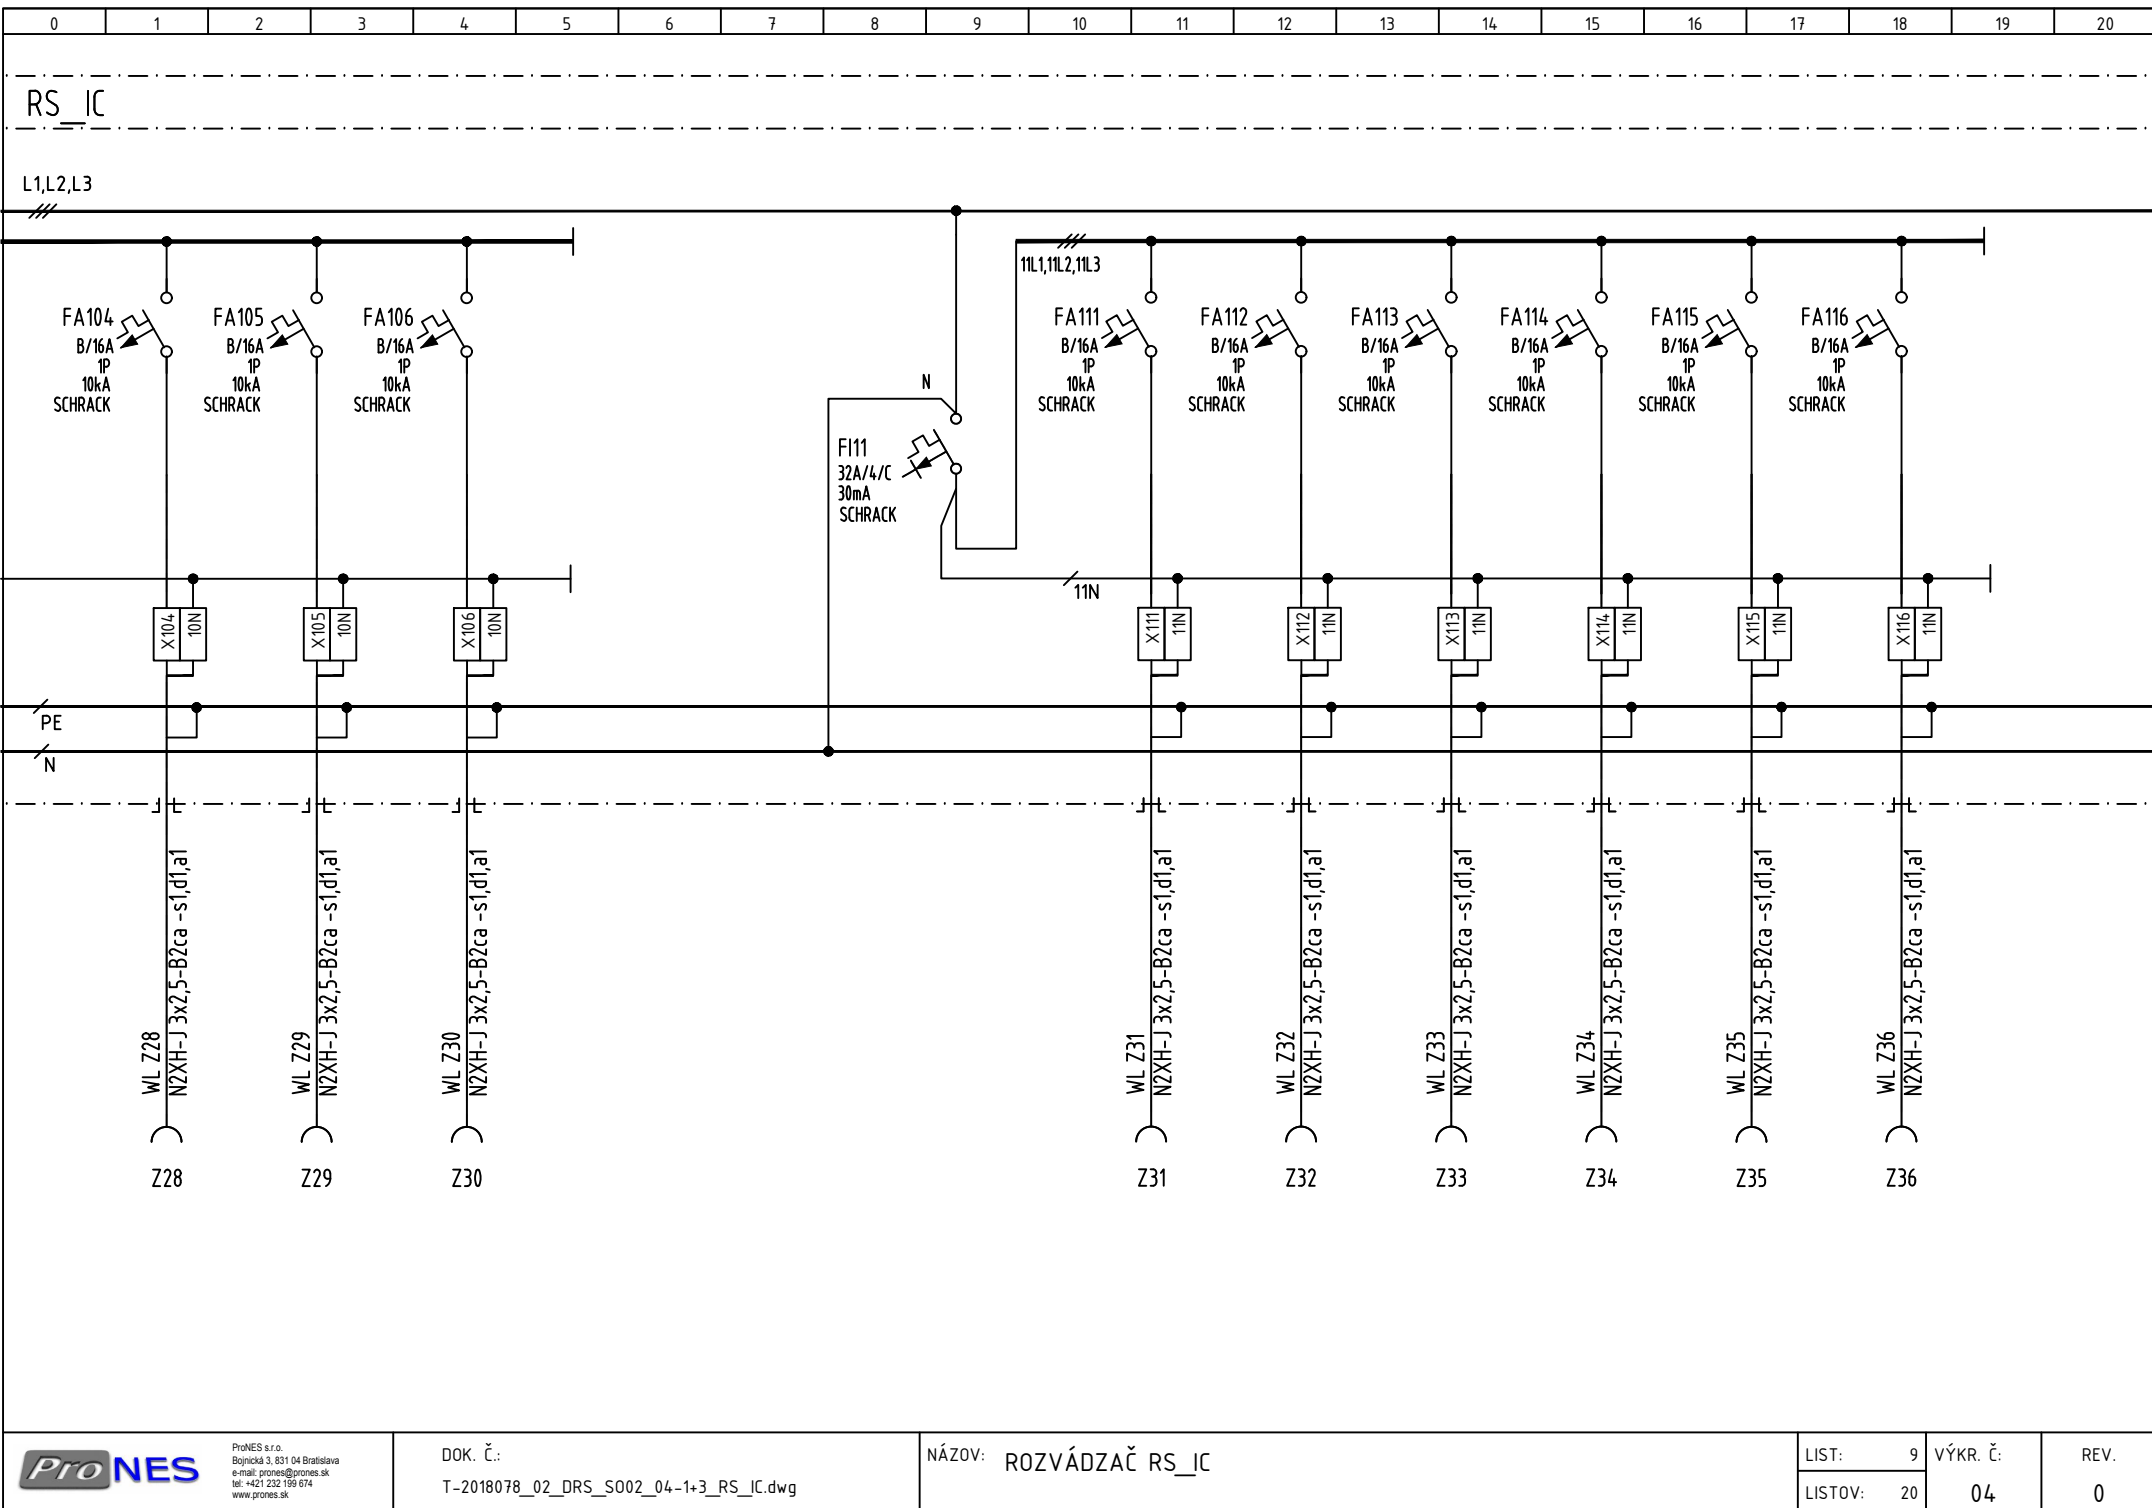 0 1 2 3 4 5 6 7 8 9 10 11 12 13 14 15 16 17 18 19 20
RS_IC
L1,L2,L3
11L1,11L2,11L3
FA104
B/16A
1P
10kA
SCHRACK
FA105
B/16A
1P
10kA
SCHRACK
FA106
B/16A
1P
10kA
SCHRACK
N
FI11
32A/4/C
30mA
SCHRACK
FA111
B/16A
1P
10kA
SCHRACK
FA112
B/16A
1P
10kA
SCHRACK
FA113
B/16A
1P
10kA
SCHRACK
FA114
B/16A
1P
10kA
SCHRACK
FA115
B/16A
1P
10kA
SCHRACK
FA116
B/16A
1P
10kA
SCHRACK
11N
X104 10N
X105 10N
X106 10N
X111 11N
X112 11N
X113 11N
X114 11N
X115 11N
X116 11N
PE
N
WL Z28
N2XH-J 3x2,5-B2ca -s1,d1,a1
WL Z29
N2XH-J 3x2,5-B2ca -s1,d1,a1
WL Z30
N2XH-J 3x2,5-B2ca -s1,d1,a1
WL Z31
N2XH-J 3x2,5-B2ca -s1,d1,a1
WL Z32
N2XH-J 3x2,5-B2ca -s1,d1,a1
WL Z33
N2XH-J 3x2,5-B2ca -s1,d1,a1
WL Z34
N2XH-J 3x2,5-B2ca -s1,d1,a1
WL Z35
N2XH-J 3x2,5-B2ca -s1,d1,a1
WL Z36
N2XH-J 3x2,5-B2ca -s1,d1,a1
Z28 Z29 Z30 Z31 Z32 Z33 Z34 Z35 Z36
Pro NES
ProNES s.r.o.
Bojnická 3, 831 04 Bratislava
e-mail: prones@prones.sk
tel: +421 232 199 674
www.prones.sk
DOK. Č.:
T-2018078_02_DRS_SO02_04-1+3_RS_IC.dwg
NÁZOV: ROZVÁDZAČ RS_IC
LIST: 9
LISTOV: 20
VÝKR. Č:
04
REV.
0